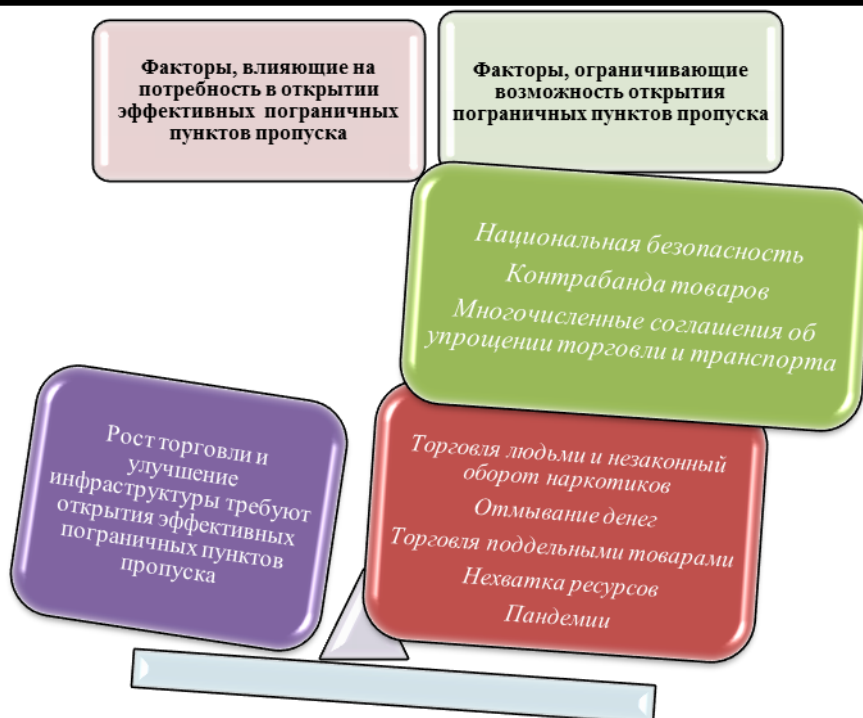 Факторы, влияющие на
потребность в открытии
эффективных пограничных
пунктов пропуска
Факторы, ограничивающие
возможность открытия
пограничных пунктов пропуска
Национальная безопасность
Контрабанда товаров
Многочисленные соглашения об
упрощении торговли и транспорта
Рост торговли и
улучшение
инфраструктуры требуют
открытия эффективных
пограничных пунктов
пропуска
Торговля людьми и незаконный
оборот наркотиков
Отмывание денег
Торговля поддельными товарами
Нехватка ресурсов
Пандемии